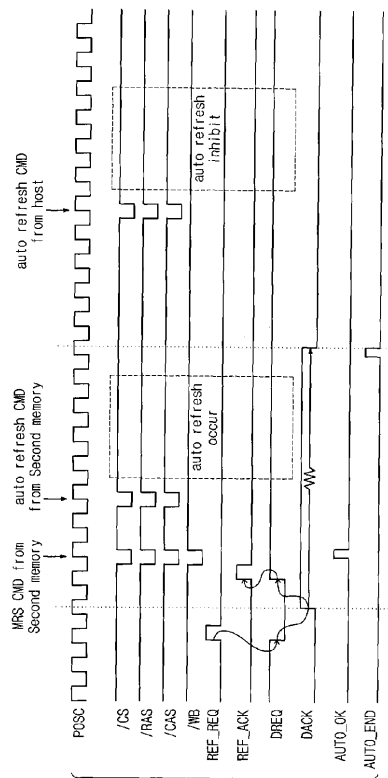 MRS CMD from
Second memory
auto refresh CMD
from Second memory
auto refresh CMD
from host
POSC
/CS
/RAS
/CAS
/WB
REF_REQ
REF_ACK
DREQ
DACK
AUTO_OK
AUTO_END
auto refresh
occur
auto refresh
inhibit